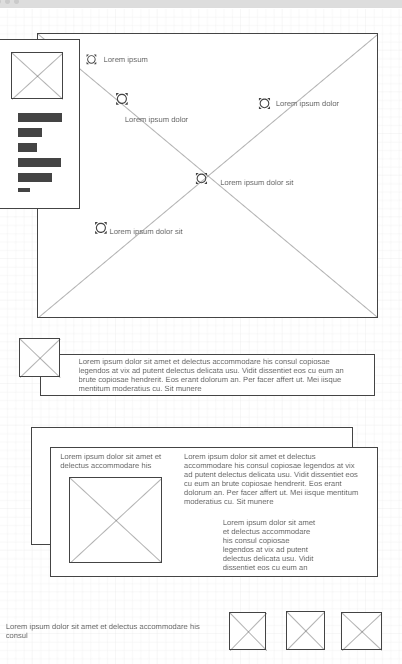 Lorem ipsum
Lorem ipsum dolor
Lorem ipsum dolor
Lorem ipsum dolor sit
Lorem ipsum dolor sit
Lorem ipsum dolor sit amet et delectus accommodare his consul copiosae
legendos at vix ad putent delectus delicata usu. Vidit dissentiet eos cu eum an
brute copiosae hendrerit. Eos erant dolorum an. Per facer affert ut. Mei iisque
mentitum moderatius cu. Sit munere
Lorem ipsum dolor sit amet et
delectus accommodare his
Lorem ipsum dolor sit amet et delectus
accommodare his consul copiosae legendos at vix
ad putent delectus delicata usu. Vidit dissentiet eos
cu eum an brute copiosae hendrerit. Eos erant
dolorum an. Per facer affert ut. Mei iisque mentitum
moderatius cu. Sit munere
Lorem ipsum dolor sit amet
et delectus accommodare
his consul copiosae
legendos at vix ad putent
delectus delicata usu. Vidit
dissentiet eos cu eum an
Lorem ipsum dolor sit amet et delectus accommodare his
consul